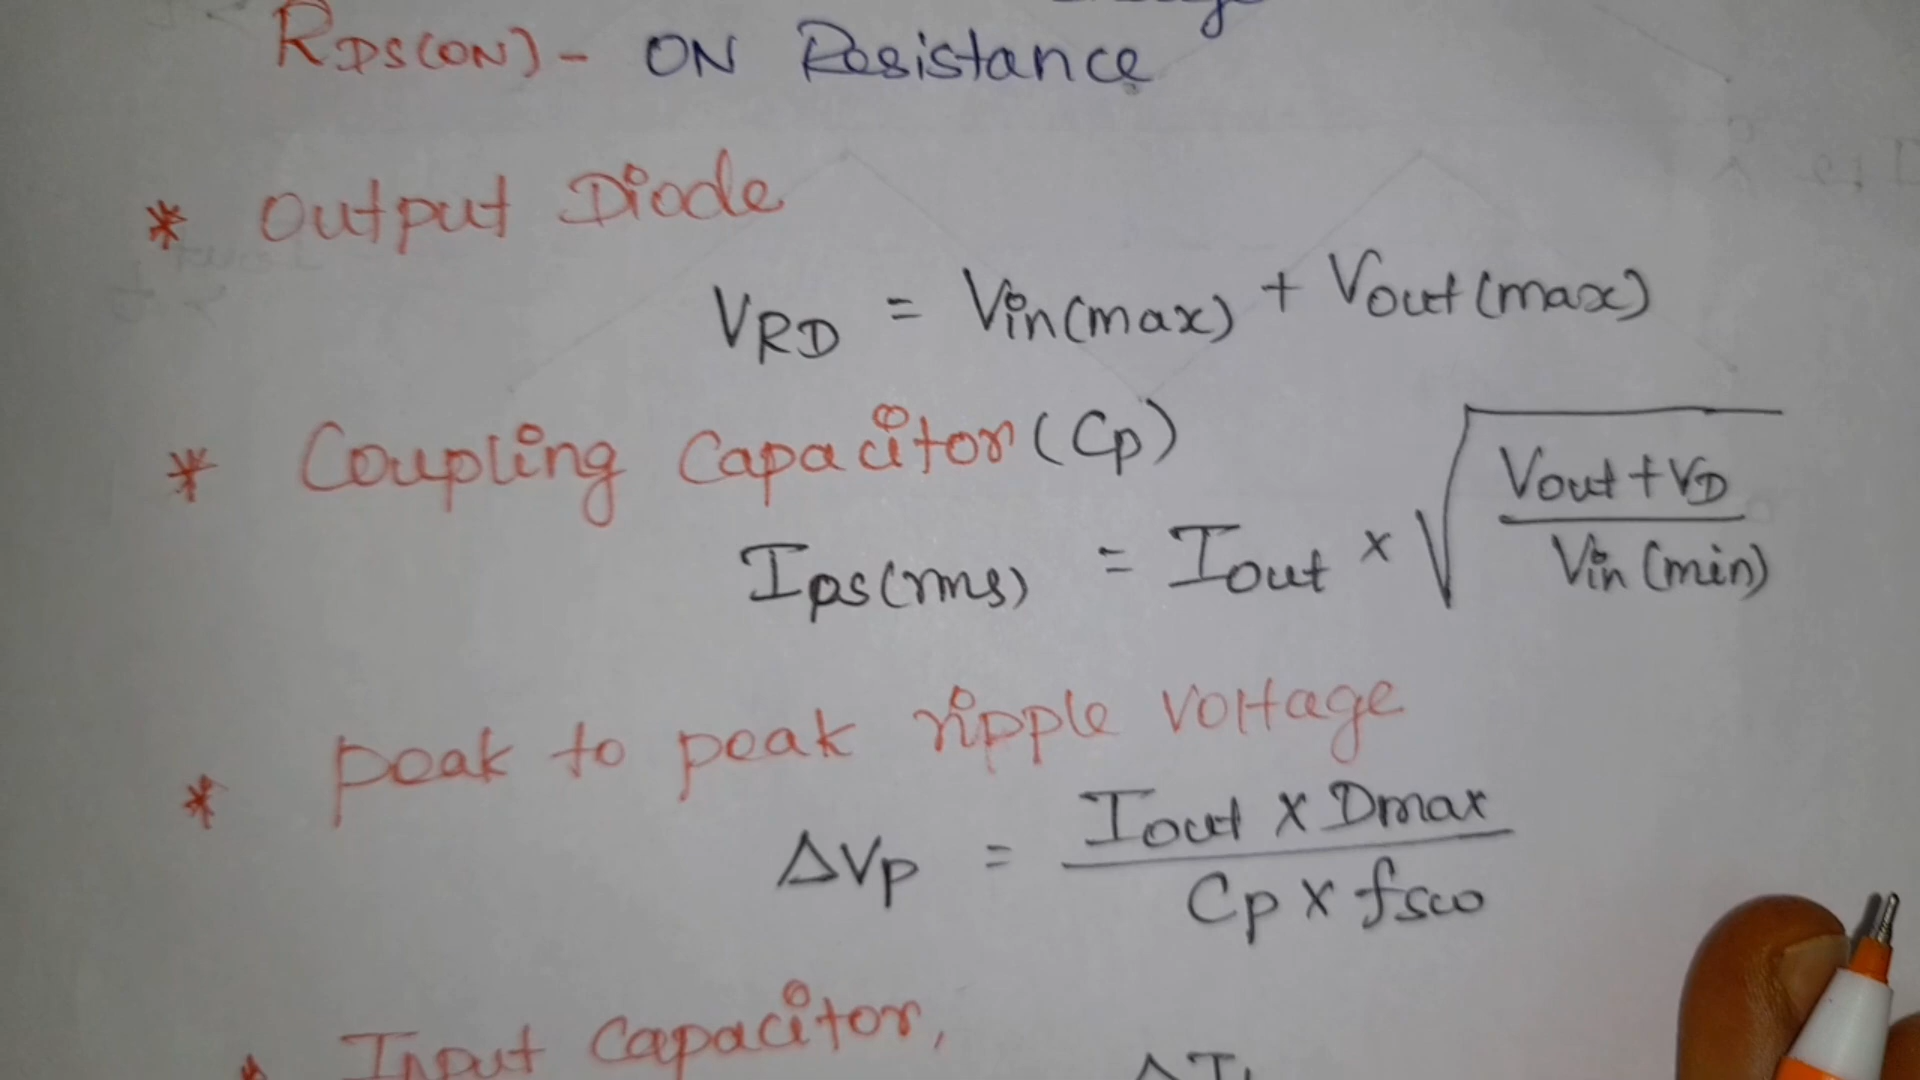 RDS(ON) - ON Resistance
* Output Diode
VRD = Vin(max) + Vout(max)
* Coupling Capacitor (Cp)
Ips(rms) = Iout × √((Vout + VD) / Vin(min))
* peak to peak ripple voltage
ΔVp = (Iout × Dmax) / (Cp × fsw)
* Input Capacitor,